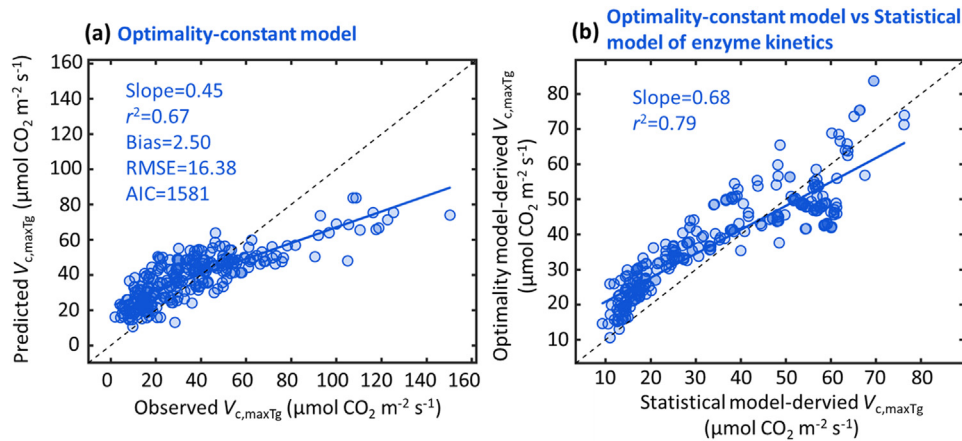 (a) Optimality-constant model
Predicted Vc,maxTg (μmol CO2 m-2 s-1)
160
140
120
100
80
60
40
20
0
Slope=0.45
r2=0.67
Bias=2.50
RMSE=16.38
AIC=1581
0 20 40 60 80 100 120 140 160
Observed Vc,maxTg (μmol CO2 m-2 s-1)
(b) Optimality-constant model vs Statistical
model of enzyme kinetics
Optimality model-derived Vc,maxTg
(μmol CO2 m-2 s-1)
80
70
60
50
40
30
20
10
Slope=0.68
r2=0.79
10 20 30 40 50 60 70 80
Statistical model-dervied Vc,maxTg
(μmol CO2 m-2 s-1)